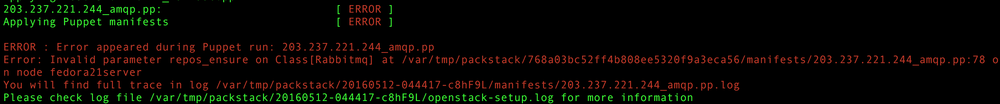 203.237.221.244_amqp.pp: [ ERROR ]
Applying Puppet manifests [ ERROR ]
ERROR : Error appeared during Puppet run: 203.237.221.244_amqp.pp
Error: Invalid parameter repos_ensure on Class[Rabbitmq] at /var/tmp/packstack/768a03bc52ff4b808ee5320f9a3eca56/manifests/203.237.221.244_amqp.pp:78 o
n node fedora21server
You will find full trace in log /var/tmp/packstack/20160512-044417-c8hF9L/manifests/203.237.221.244_amqp.pp.log
Please check log file /var/tmp/packstack/20160512-044417-c8hF9L/openstack-setup.log for more information